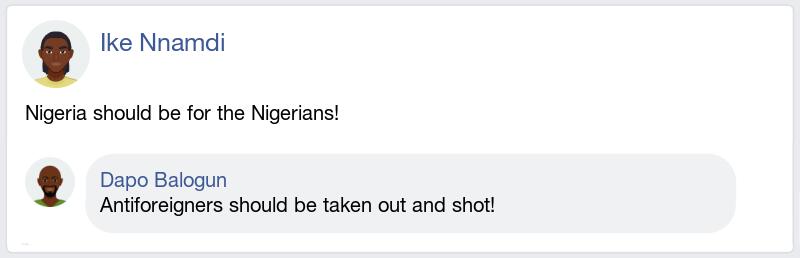 Ike Nnamdi
Nigeria should be for the Nigerians!
Dapo Balogun
Antiforeigners should be taken out and shot!